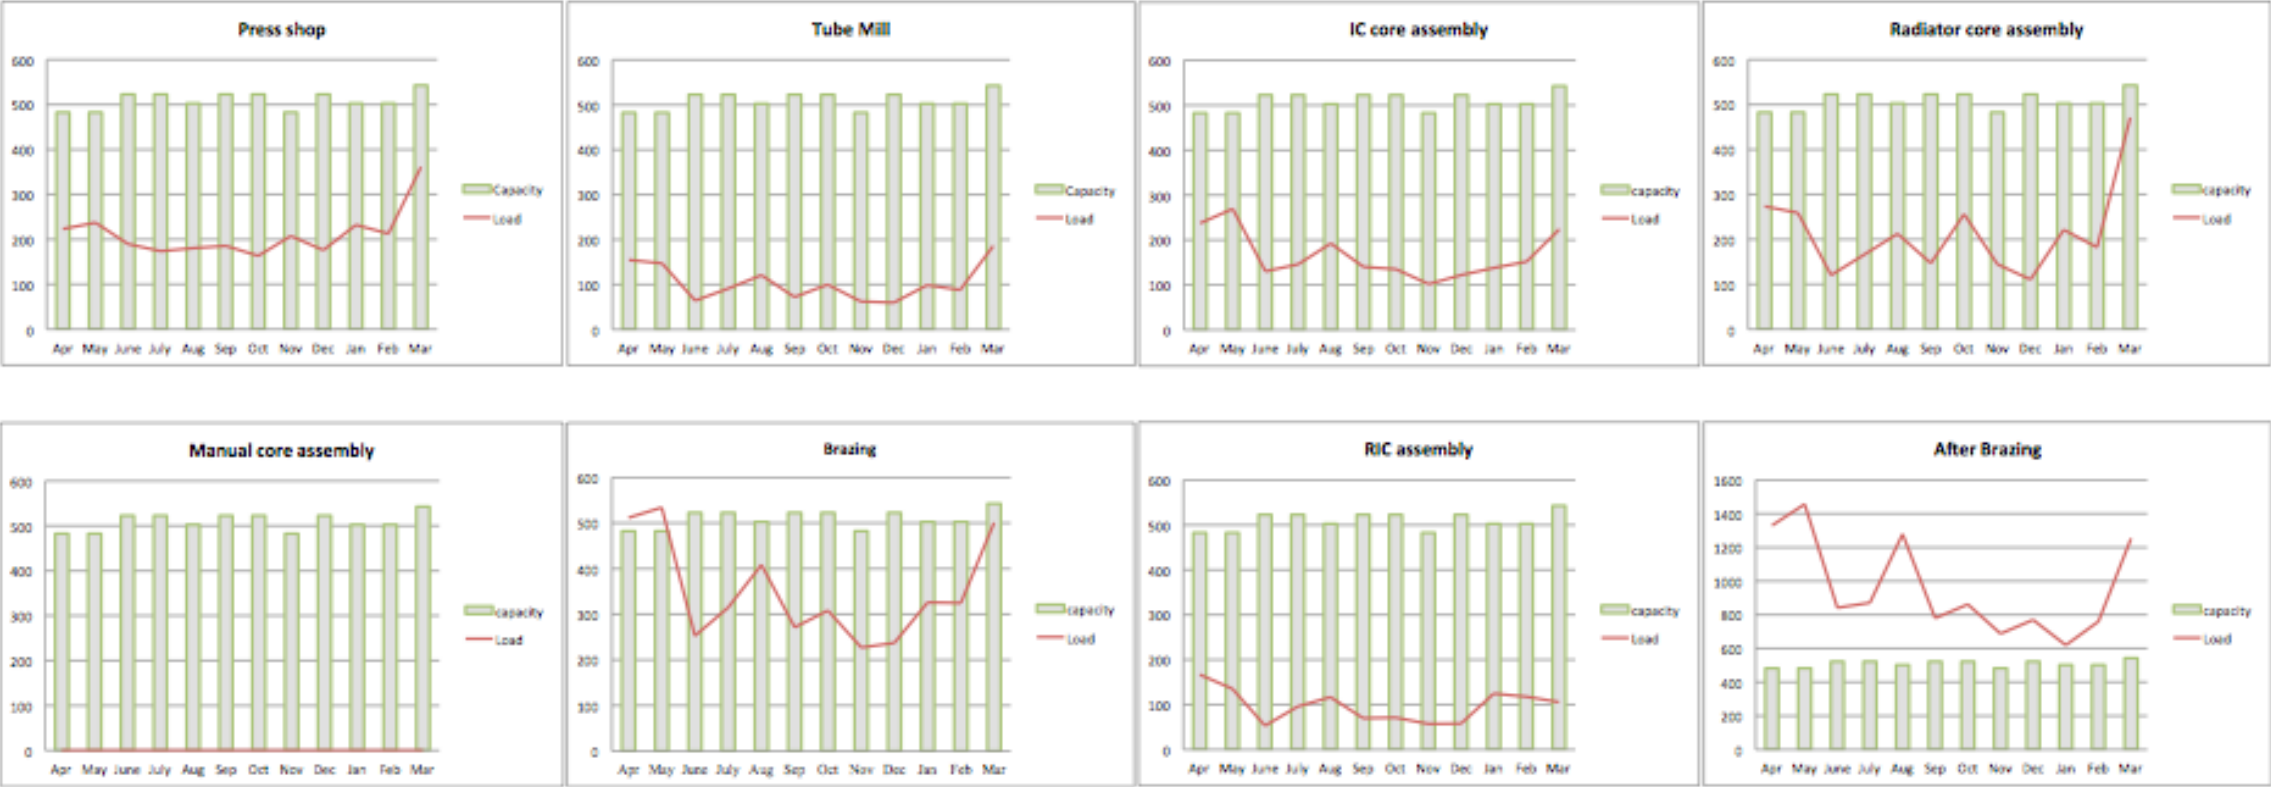 Press shop
600
500
400
300
200
100
0
Apr May June July Aug Sep Oct Nov Dec Jan Feb Mar
Capacity
Load
Tube Mill
600
500
400
300
200
100
0
Apr May June July Aug Sep Oct Nov Dec Jan Feb Mar
Capacity
Load
IC core assembly
600
500
400
300
200
100
0
Apr May June July Aug Sep Oct Nov Dec Jan Feb Mar
capacity
Load
Radiator core assembly
600
500
400
300
200
100
0
Apr May June July Aug Sep Oct Nov Dec Jan Feb Mar
capacity
Load
Manual core assembly
600
500
400
300
200
100
0
Apr May June July Aug Sep Oct Nov Dec Jan Feb Mar
capacity
Load
Brazing
600
500
400
300
200
100
0
Apr May June July Aug Sep Oct Nov Dec Jan Feb Mar
capacity
Load
RIC assembly
600
500
400
300
200
100
0
Apr May June July Aug Sep Oct Nov Dec Jan Feb Mar
capacity
Load
After Brazing
1600
1400
1200
1000
800
600
400
200
0
Apr May June July Aug Sep Oct Nov Dec Jan Feb Mar
capacity
Load